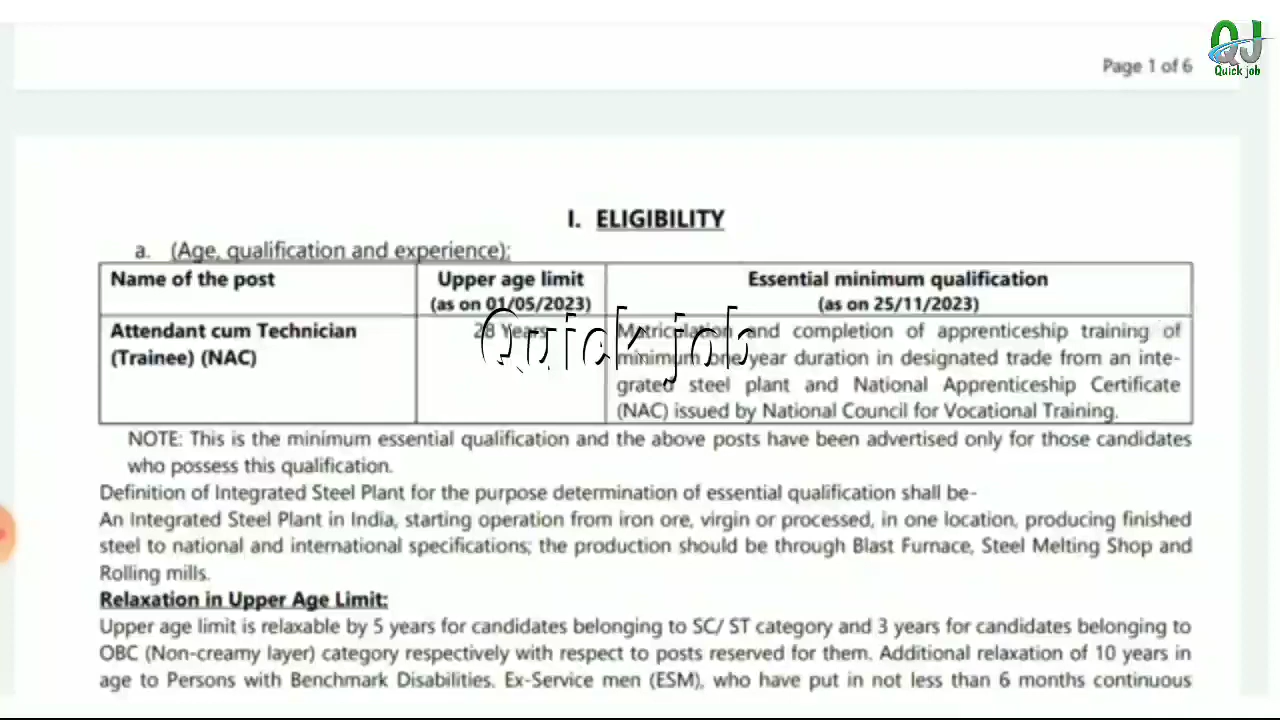 QJ
Quick job
Page 1 of 6
I. ELIGIBILITY
a. (Age, qualification and experience):
Name of the post
Upper age limit
(as on 01/05/2023)
Essential minimum qualification
(as on 25/11/2023)
Attendant cum Technician
(Trainee) (NAC)
28 Years
Matriculation and completion of apprenticeship training of
minimum one year duration in designated trade from an inte-
grated steel plant and National Apprenticeship Certificate
(NAC) issued by National Council for Vocational Training.
Quick job
NOTE: This is the minimum essential qualification and the above posts have been advertised only for those candidates
who possess this qualification.
Definition of Integrated Steel Plant for the purpose determination of essential qualification shall be-
An Integrated Steel Plant in India, starting operation from iron ore, virgin or processed, in one location, producing finished
steel to national and international specifications; the production should be through Blast Furnace, Steel Melting Shop and
Rolling mills.
Relaxation in Upper Age Limit:
Upper age limit is relaxable by 5 years for candidates belonging to SC/ ST category and 3 years for candidates belonging to
OBC (Non-creamy layer) category respectively with respect to posts reserved for them. Additional relaxation of 10 years in
age to Persons with Benchmark Disabilities. Ex-Service men (ESM), who have put in not less than 6 months continuous